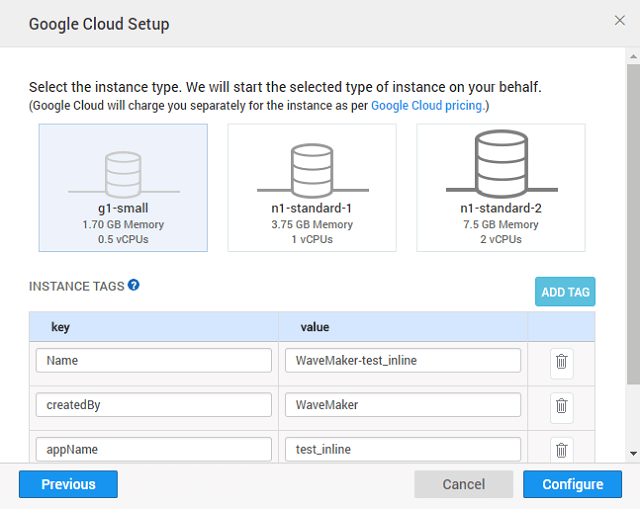 Google Cloud Setup
Select the instance type. We will start the selected type of instance on your behalf.
(Google Cloud will charge you separately for the instance as per Google Cloud pricing.)
g1-small
1.70 GB Memory
0.5 vCPUs
n1-standard-1
3.75 GB Memory
1 vCPUs
n1-standard-2
7.5 GB Memory
2 vCPUs
INSTANCE TAGS ?
ADD TAG
key value
Name WaveMaker-test_inline
createdBy WaveMaker
appName test_inline
Previous Cancel Configure